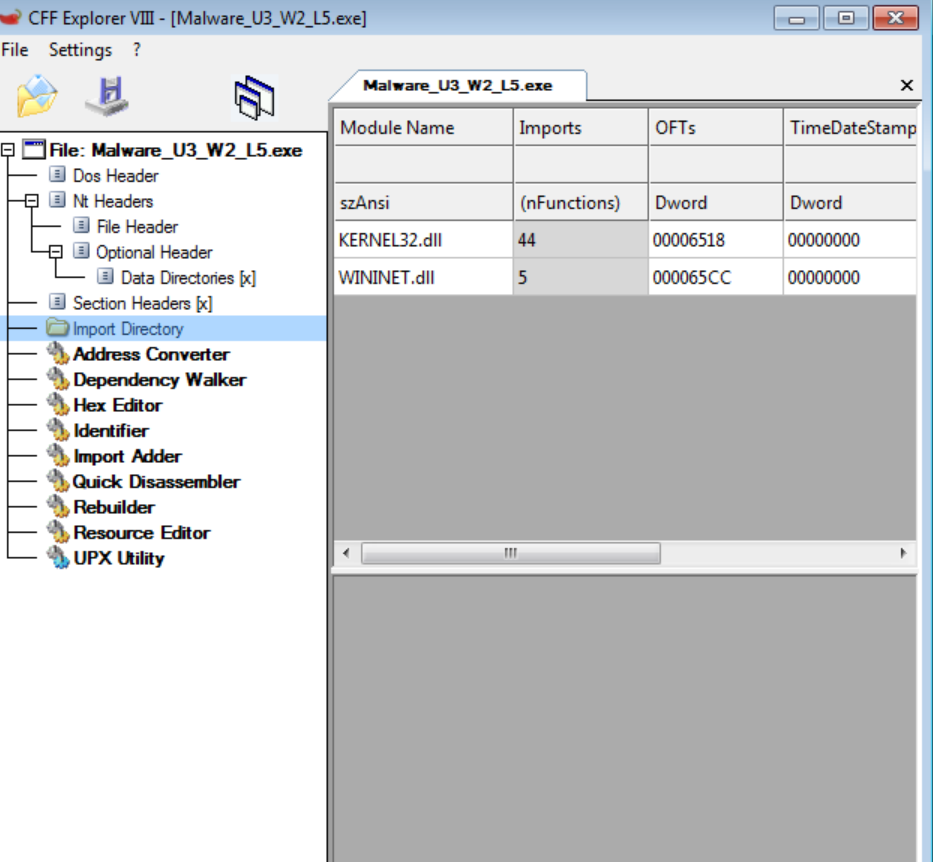 CFF Explorer VIII - [Malware_U3_W2_L5.exe]
File Settings ?
Malware_U3_W2_L5.exe
File: Malware_U3_W2_L5.exe
Dos Header
Nt Headers
File Header
Optional Header
Data Directories [x]
Section Headers [x]
Import Directory
Address Converter
Dependency Walker
Hex Editor
Identifier
Import Adder
Quick Disassembler
Rebuilder
Resource Editor
UPX Utility
Module Name Imports OFTs TimeDateStamp
szAnsi (nFunctions) Dword Dword
KERNEL32.dll 44 00006518 00000000
WININET.dll 5 000065CC 00000000